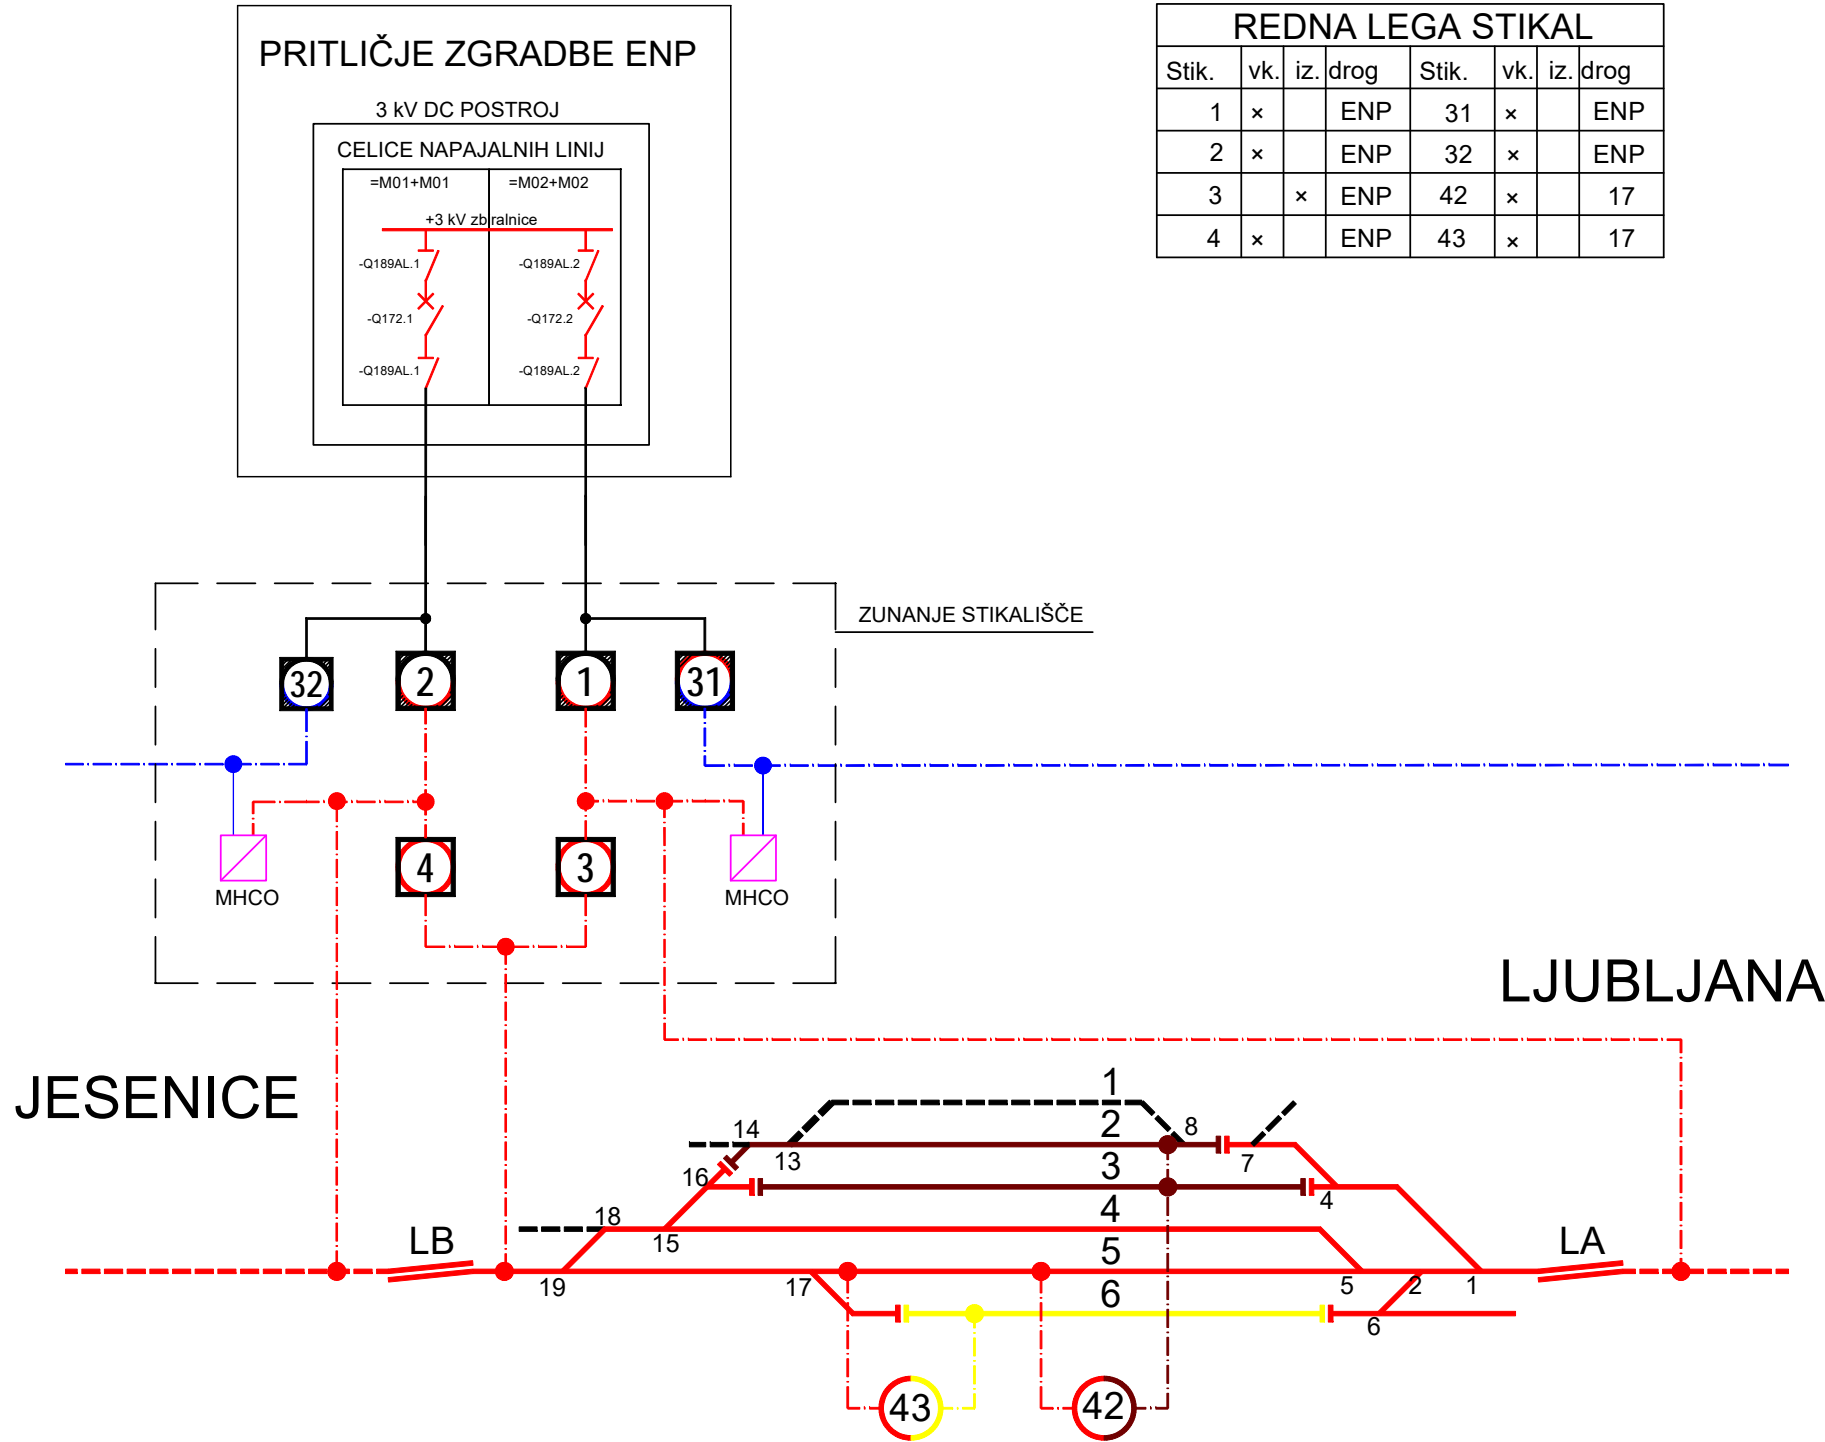 PRITLIČJE ZGRADBE ENP
3 kV DC POSTROJ
CELICE NAPAJALNIH LINIJ
=M01+M01 =M02+M02
+3 kV zbiralnice
-Q189AL.1 -Q189AL.2
-Q172.1 -Q172.2
-Q189AL.1 -Q189AL.2
REDNA LEGA STIKAL
Stik. vk. iz. drog Stik. vk. iz. drog
1 × ENP 31 × ENP
2 × ENP 32 × ENP
3 × ENP 42 × 17
4 × ENP 43 × 17
ZUNANJE STIKALIŠČE
32 2 1 31
4 3
MHCO MHCO
LJUBLJANA
JESENICE
1
14 2 8
13 7
16 3 4
18 4
15
LB 5 LA
19 17 6 5 2 1
6
43 42